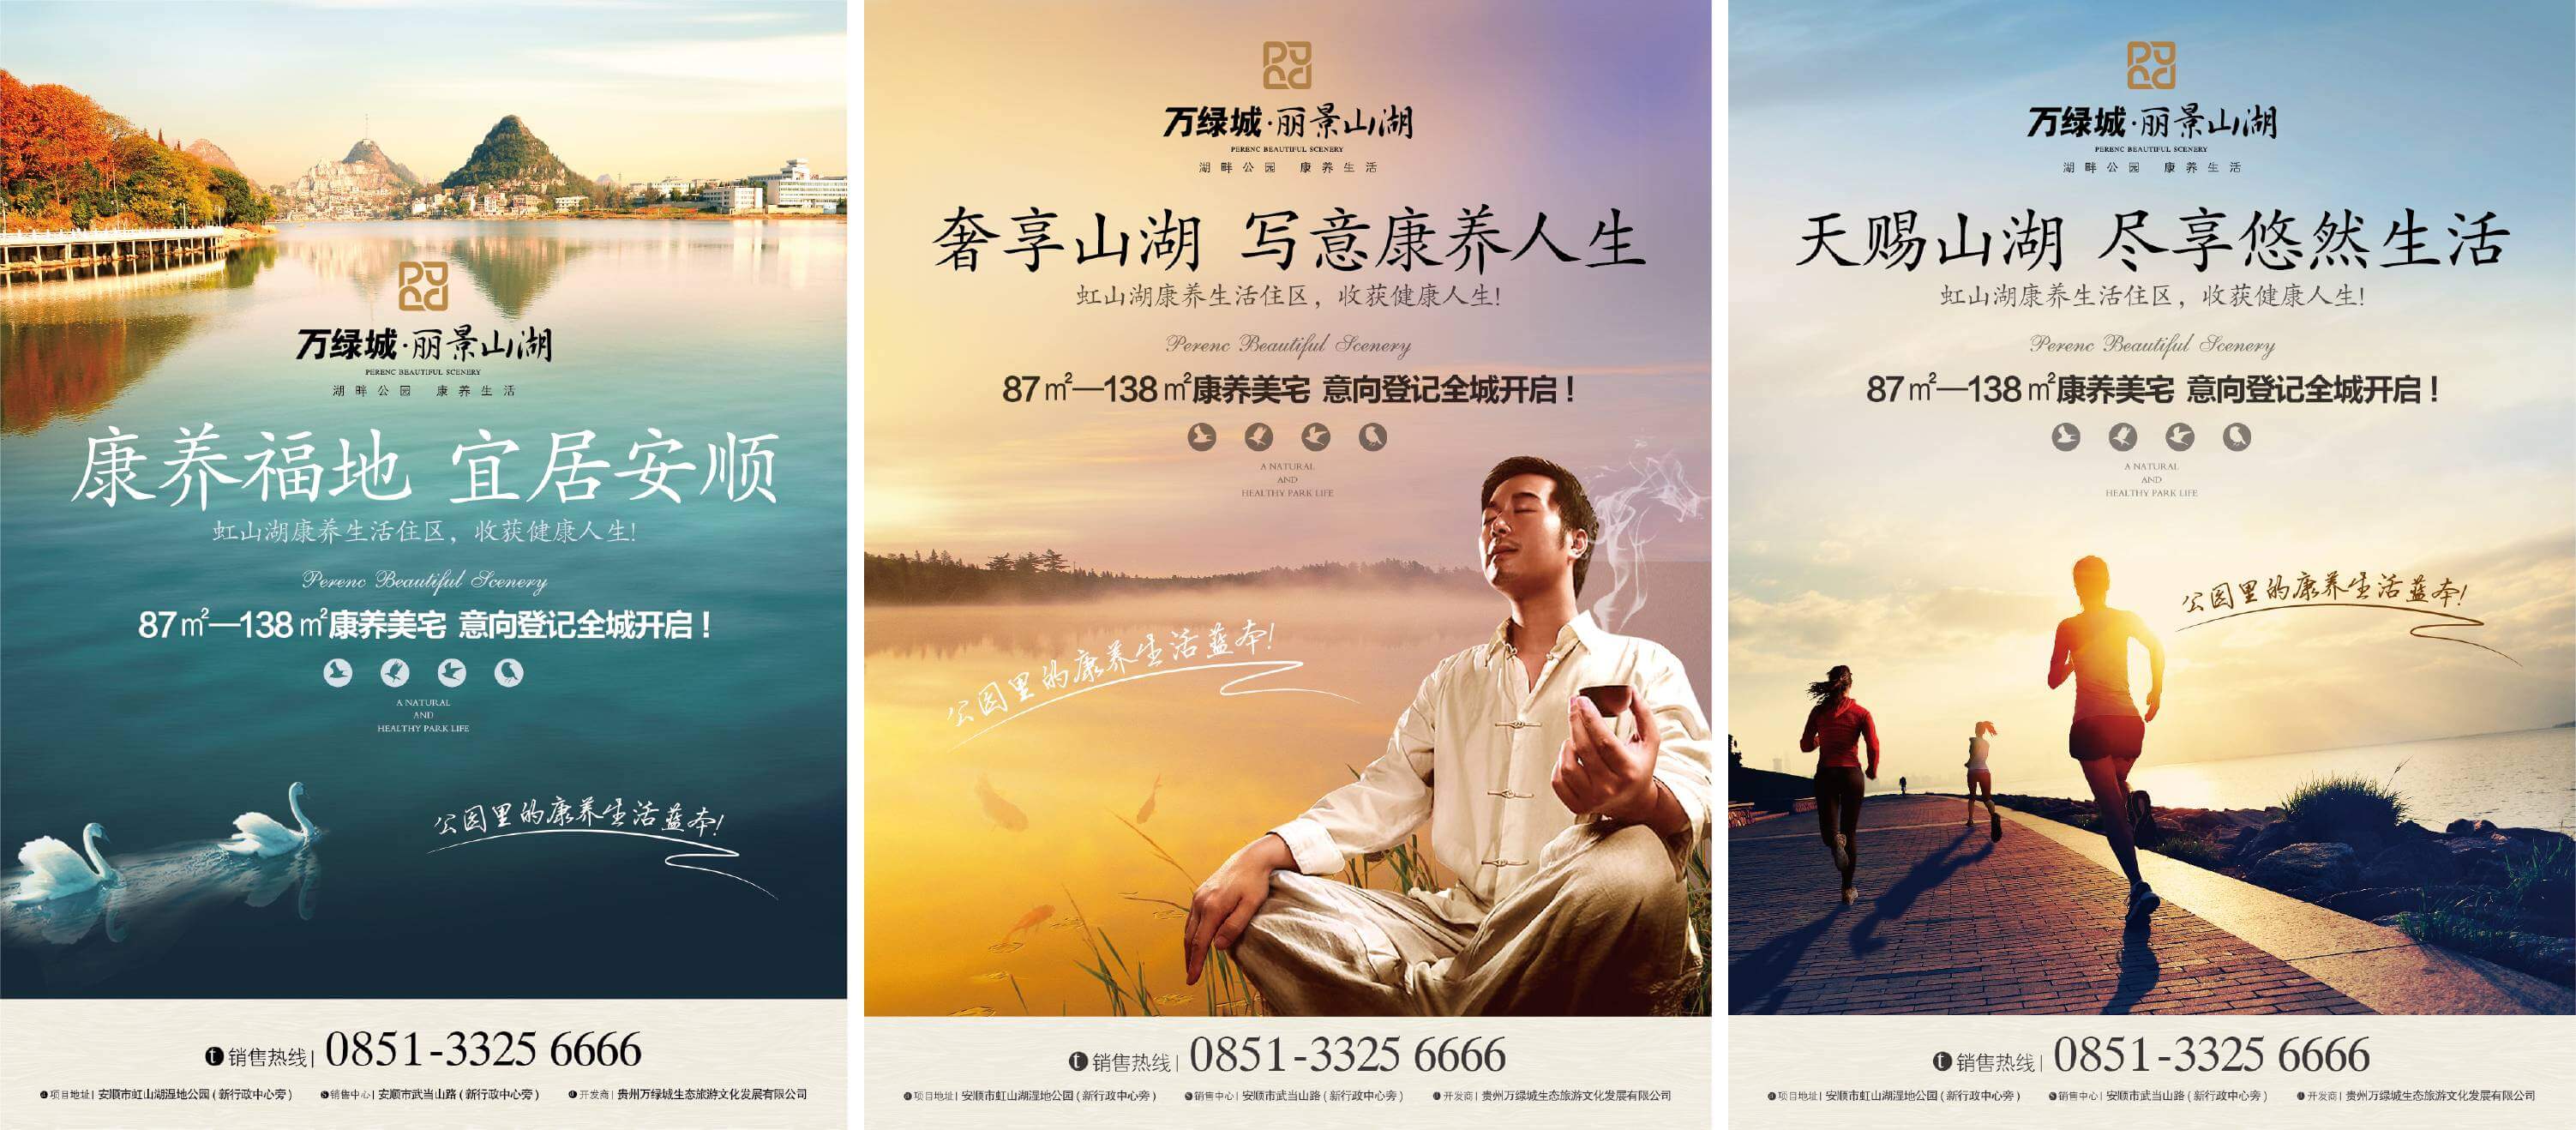 万绿城·丽景山湖
PERENC BEAUTIFUL SCENERY
湖畔公园 康养生活
康养福地 宜居安顺
虹山湖康养生活住区，收获健康人生!
Perenc Beautiful Scenery
87㎡—138㎡康养美宅 意向登记全城开启！
A NATURAL
AND
HEALTHY PARK LIFE
公园里的康养生活蓝本!
销售热线| 0851-3325 6666
项目地址| 安顺市虹山湖湿地公园(新行政中心旁) 销售中心| 安顺市武当山路(新行政中心旁) 开发商| 贵州万绿城生态旅游文化发展有限公司
万绿城·丽景山湖
PERENC BEAUTIFUL SCENERY
湖畔公园 康养生活
奢享山湖 写意康养人生
虹山湖康养生活住区，收获健康人生!
Perenc Beautiful Scenery
87㎡—138㎡康养美宅 意向登记全城开启！
A NATURAL
AND
HEALTHY PARK LIFE
公园里的康养生活蓝本!
销售热线| 0851-3325 6666
项目地址| 安顺市虹山湖湿地公园(新行政中心旁) 销售中心| 安顺市武当山路(新行政中心旁) 开发商| 贵州万绿城生态旅游文化发展有限公司
万绿城·丽景山湖
PERENC BEAUTIFUL SCENERY
湖畔公园 康养生活
天赐山湖 尽享悠然生活
虹山湖康养生活住区，收获健康人生!
Perenc Beautiful Scenery
87㎡—138㎡康养美宅 意向登记全城开启！
A NATURAL
AND
HEALTHY PARK LIFE
公园里的康养生活蓝本!
销售热线| 0851-3325 6666
项目地址| 安顺市虹山湖湿地公园(新行政中心旁) 销售中心| 安顺市武当山路(新行政中心旁) 开发商| 贵州万绿城生态旅游文化发展有限公司